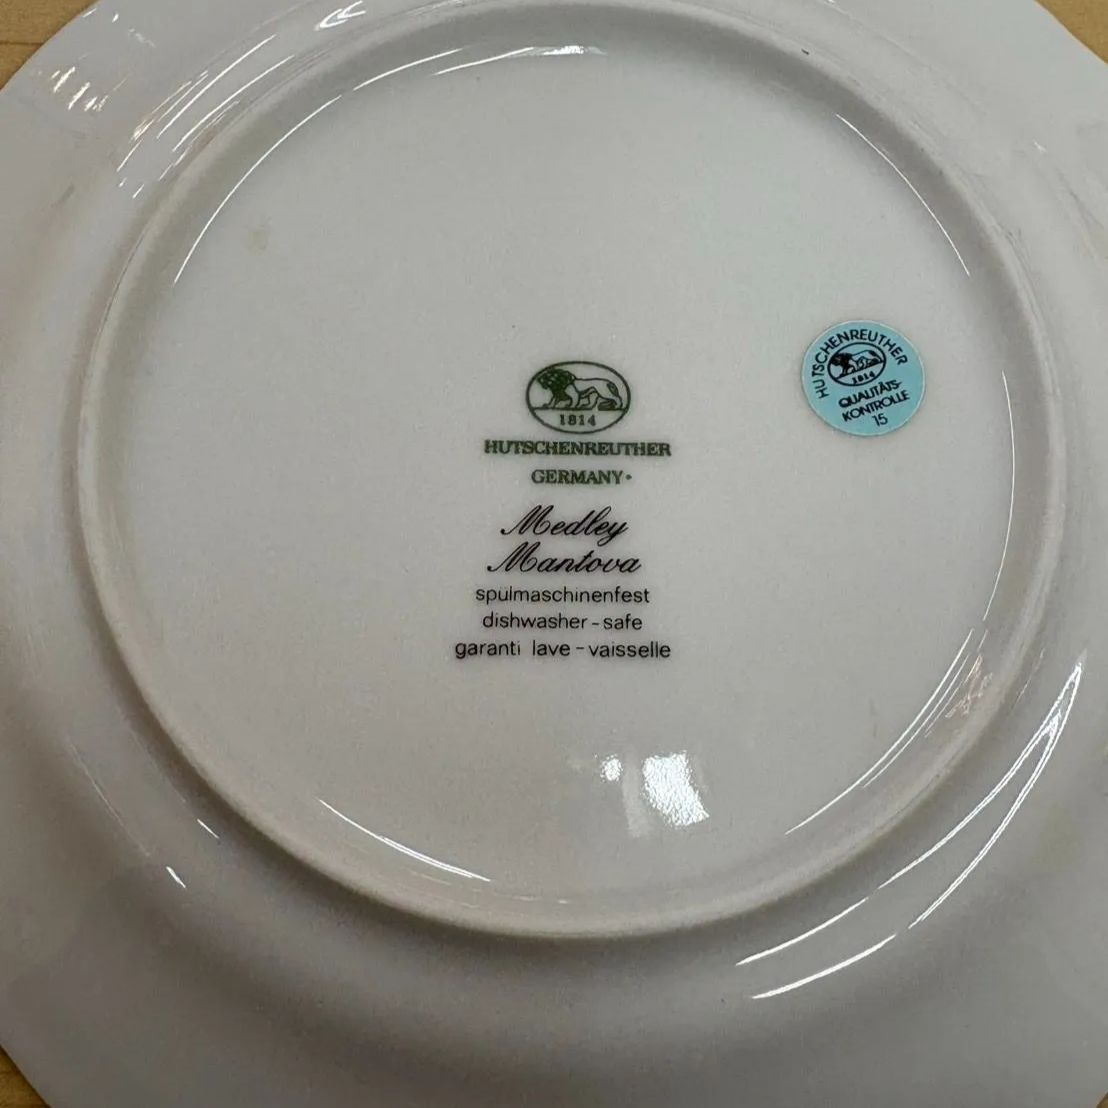 1814
HUTSCHENREUTHER
GERMANY
Medley
Mantova
spülmaschinenfest
dishwasher-safe
garanti lave-vaisselle
HUTSCHENREUTHER
1814
QUALITÄTS-
KONTROLLE
15